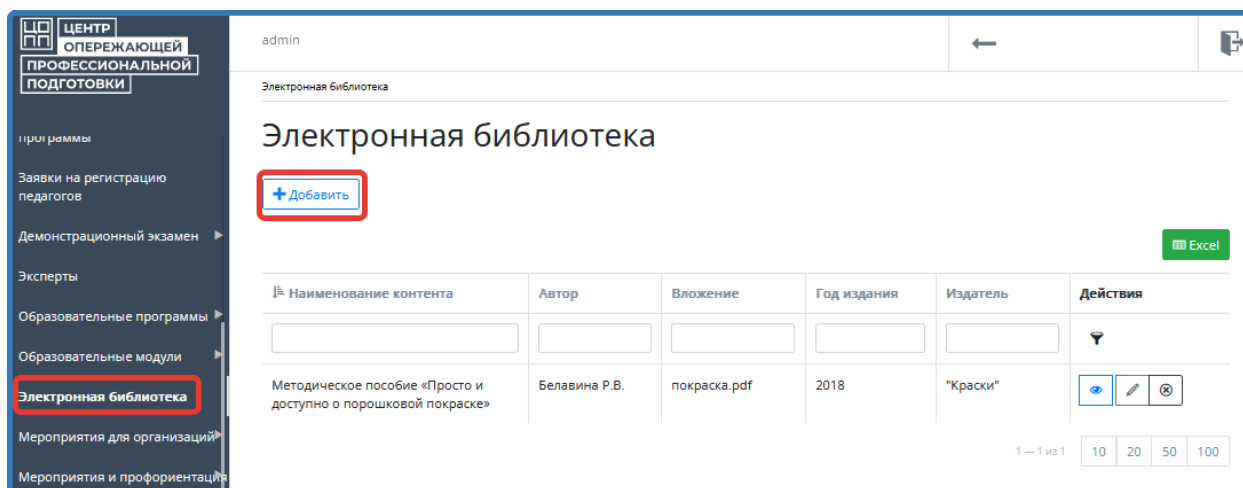 ЦОПП
ЦЕНТР
ОПЕРЕЖАЮЩЕЙ
ПРОФЕССИОНАЛЬНОЙ
ПОДГОТОВКИ
программы
Заявки на регистрацию
педагогов
Демонстрационный экзамен
Эксперты
Образовательные программы
Образовательные модули
Электронная библиотека
Мероприятия для организаций
Мероприятия и профориентация
admin
Электронная библиотека
Электронная библиотека
Добавить
Excel
Наименование контента Автор Вложение Год издания Издатель Действия
Методическое пособие «Просто и
доступно о порошковой покраске»
Белавина Р.В. покраска.pdf 2018 "Краски"
1 — 1 из 1 10 20 50 100